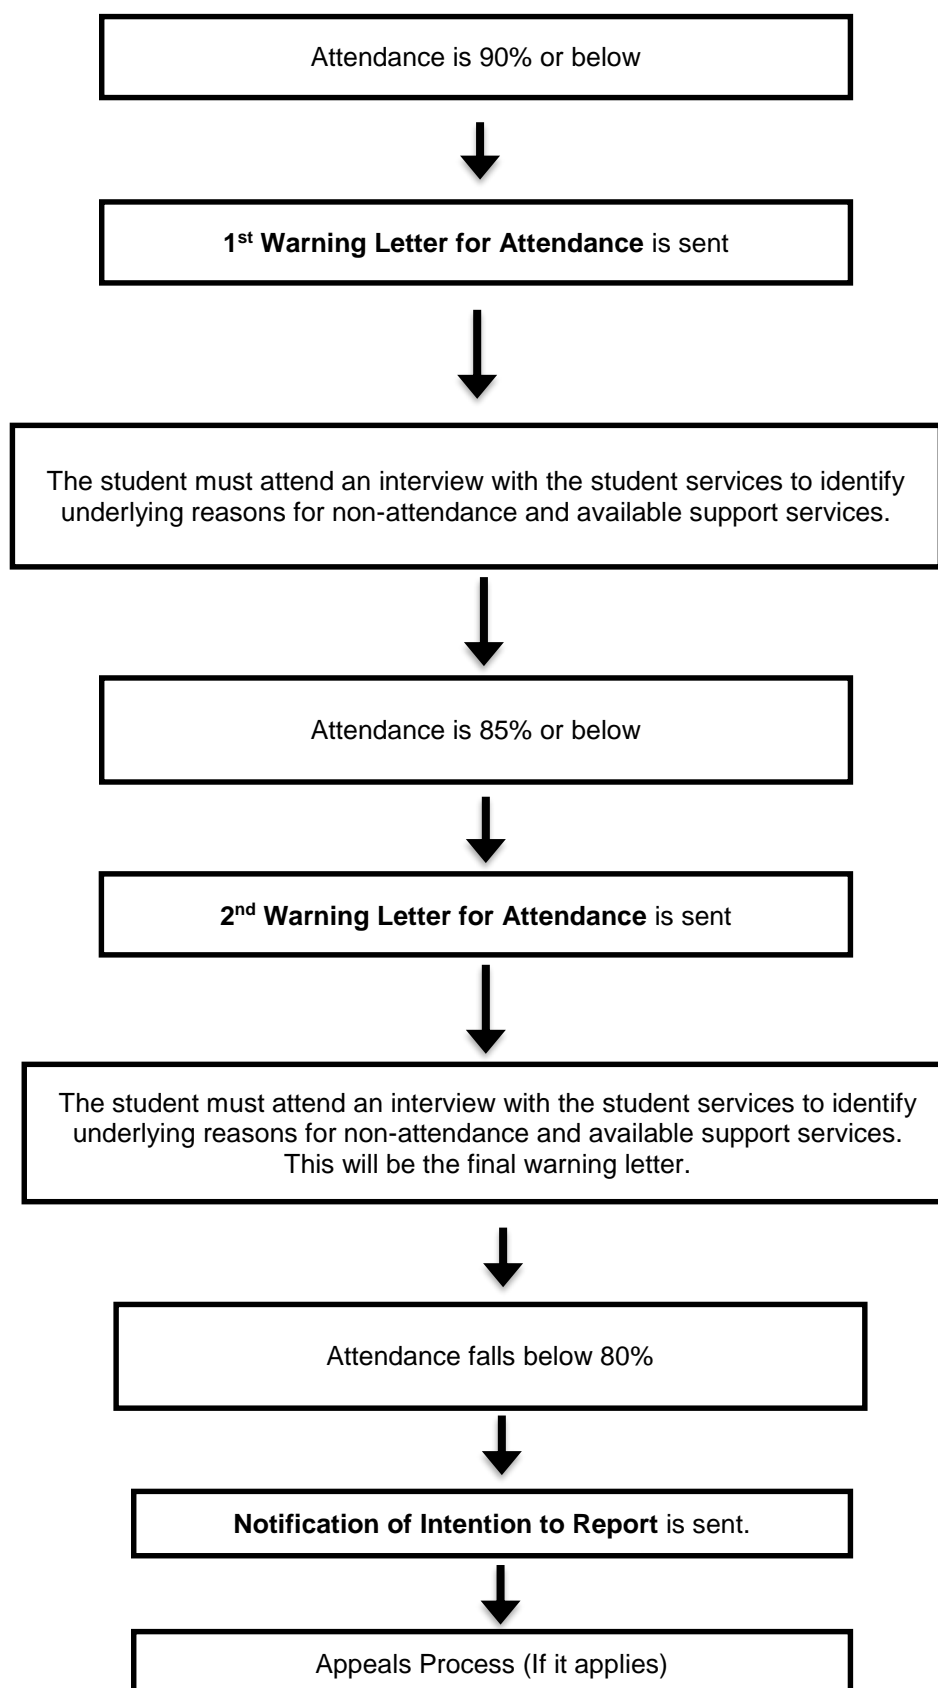 Attendance is 90% or below
1st Warning Letter for Attendance is sent
The student must attend an interview with the student services to identify
underlying reasons for non-attendance and available support services.
Attendance is 85% or below
2nd Warning Letter for Attendance is sent
The student must attend an interview with the student services to identify
underlying reasons for non-attendance and available support services.
This will be the final warning letter.
Attendance falls below 80%
Notification of Intention to Report is sent.
Appeals Process (If it applies)